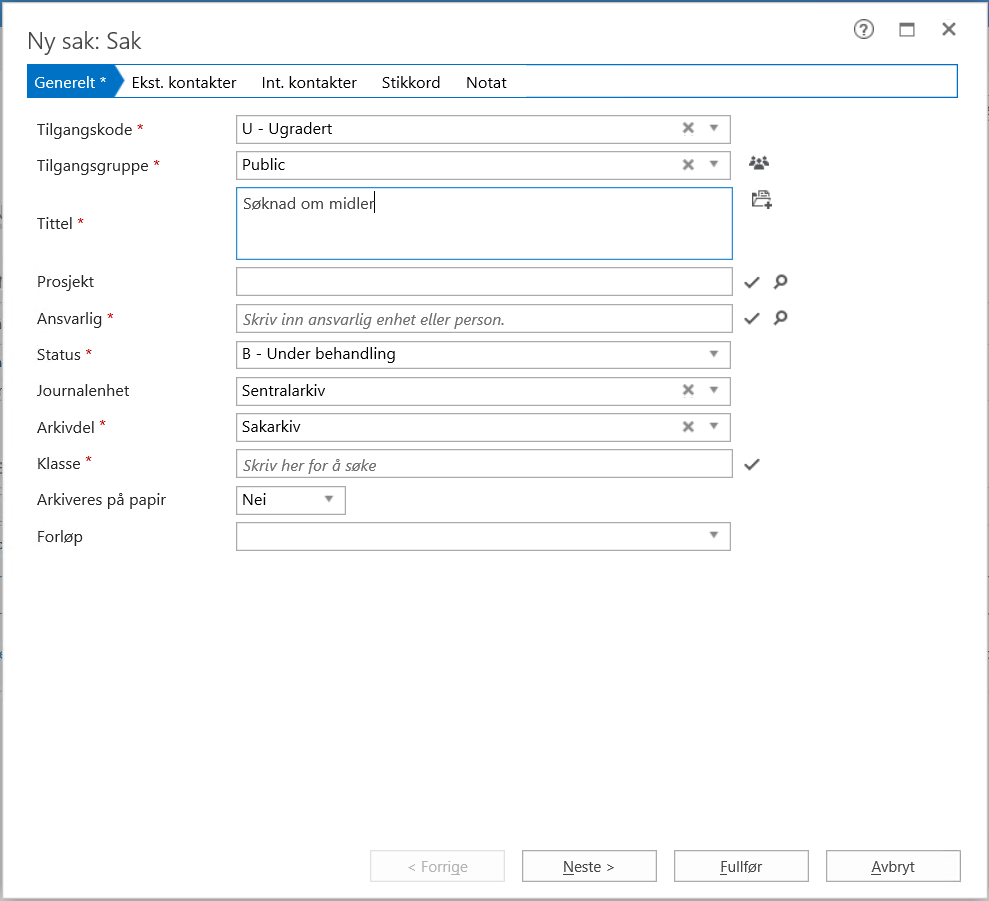 Ny sak: Sak
Generelt * Ekst. kontakter Int. kontakter Stikkord Notat
Tilgangskode * U - Ugradert
Tilgangsgruppe * Public
Tittel * Søknad om midler
Prosjekt
Ansvarlig * Skriv inn ansvarlig enhet eller person.
Status * B - Under behandling
Journalenhet Sentralarkiv
Arkivdel * Sakarkiv
Klasse * Skriv her for å søke
Arkiveres på papir Nei
Forløp
< Forrige Neste > Fullfør Avbryt